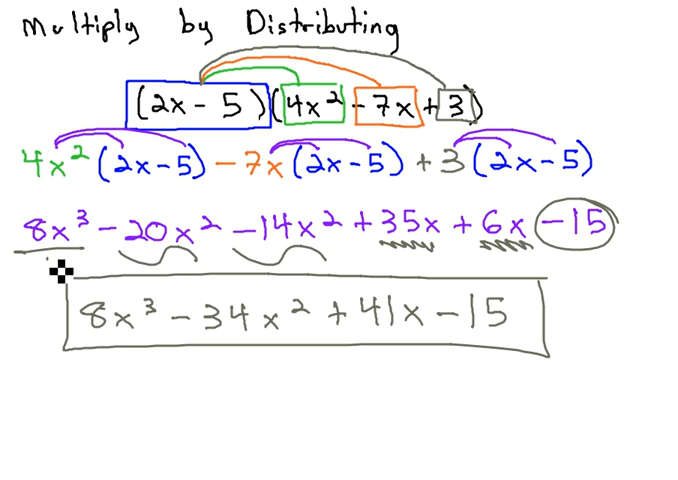 Multiply by Distributing
(2x - 5)(4x² - 7x + 3)
4x²(2x-5) - 7x(2x-5) + 3(2x-5)
8x³ - 20x² - 14x² + 35x + 6x - 15
8x³ - 34x² + 41x - 15